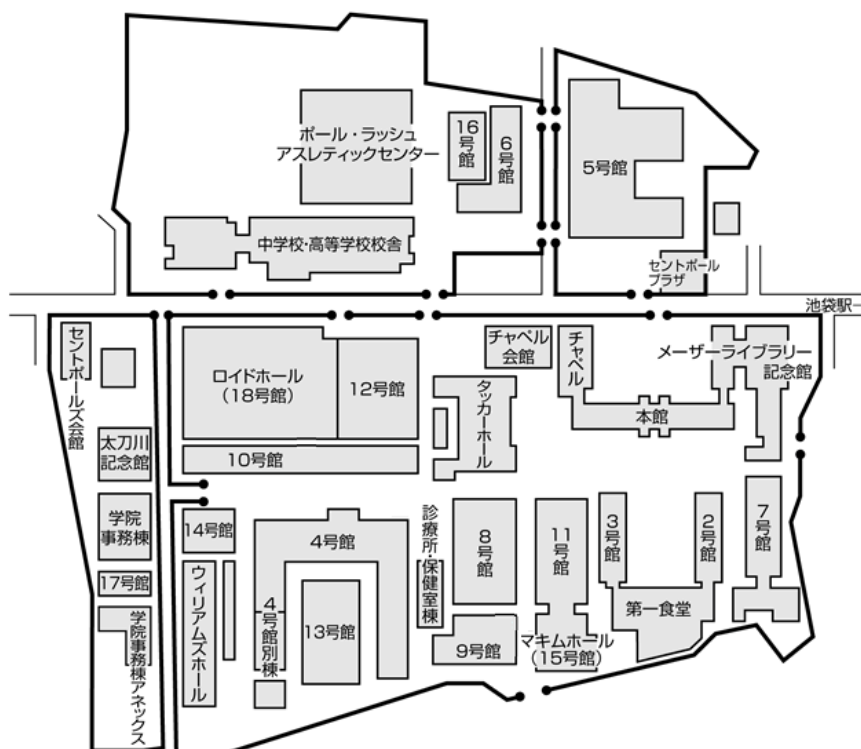 ポール・ラッシュ
アスレティックセンター
16号館
6号館
5号館
中学校・高等学校校舎
セントポール
プラザ
池袋駅
セントポールズ会館
ロイドホール
(18号館)
12号館
チャペル
会館
チャペル
メーザーライブラリー
記念館
本館
タッカーホール
太刀川
記念館
10号館
学院
事務棟
14号館
4号館
診療所・保健室棟
8号館
11号館
3号館
2号館
7号館
17号館
ウィリアムズホール
4号館別棟
13号館
第一食堂
学院事務棟アネックス
9号館
マキムホール
(15号館)